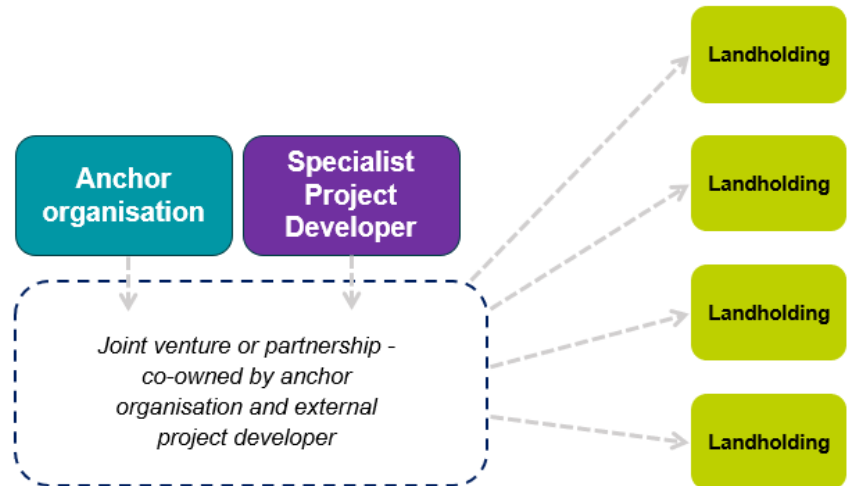 Anchor
organisation
Specialist
Project
Developer
Joint venture or partnership -
co-owned by anchor
organisation and external
project developer
Landholding
Landholding
Landholding
Landholding